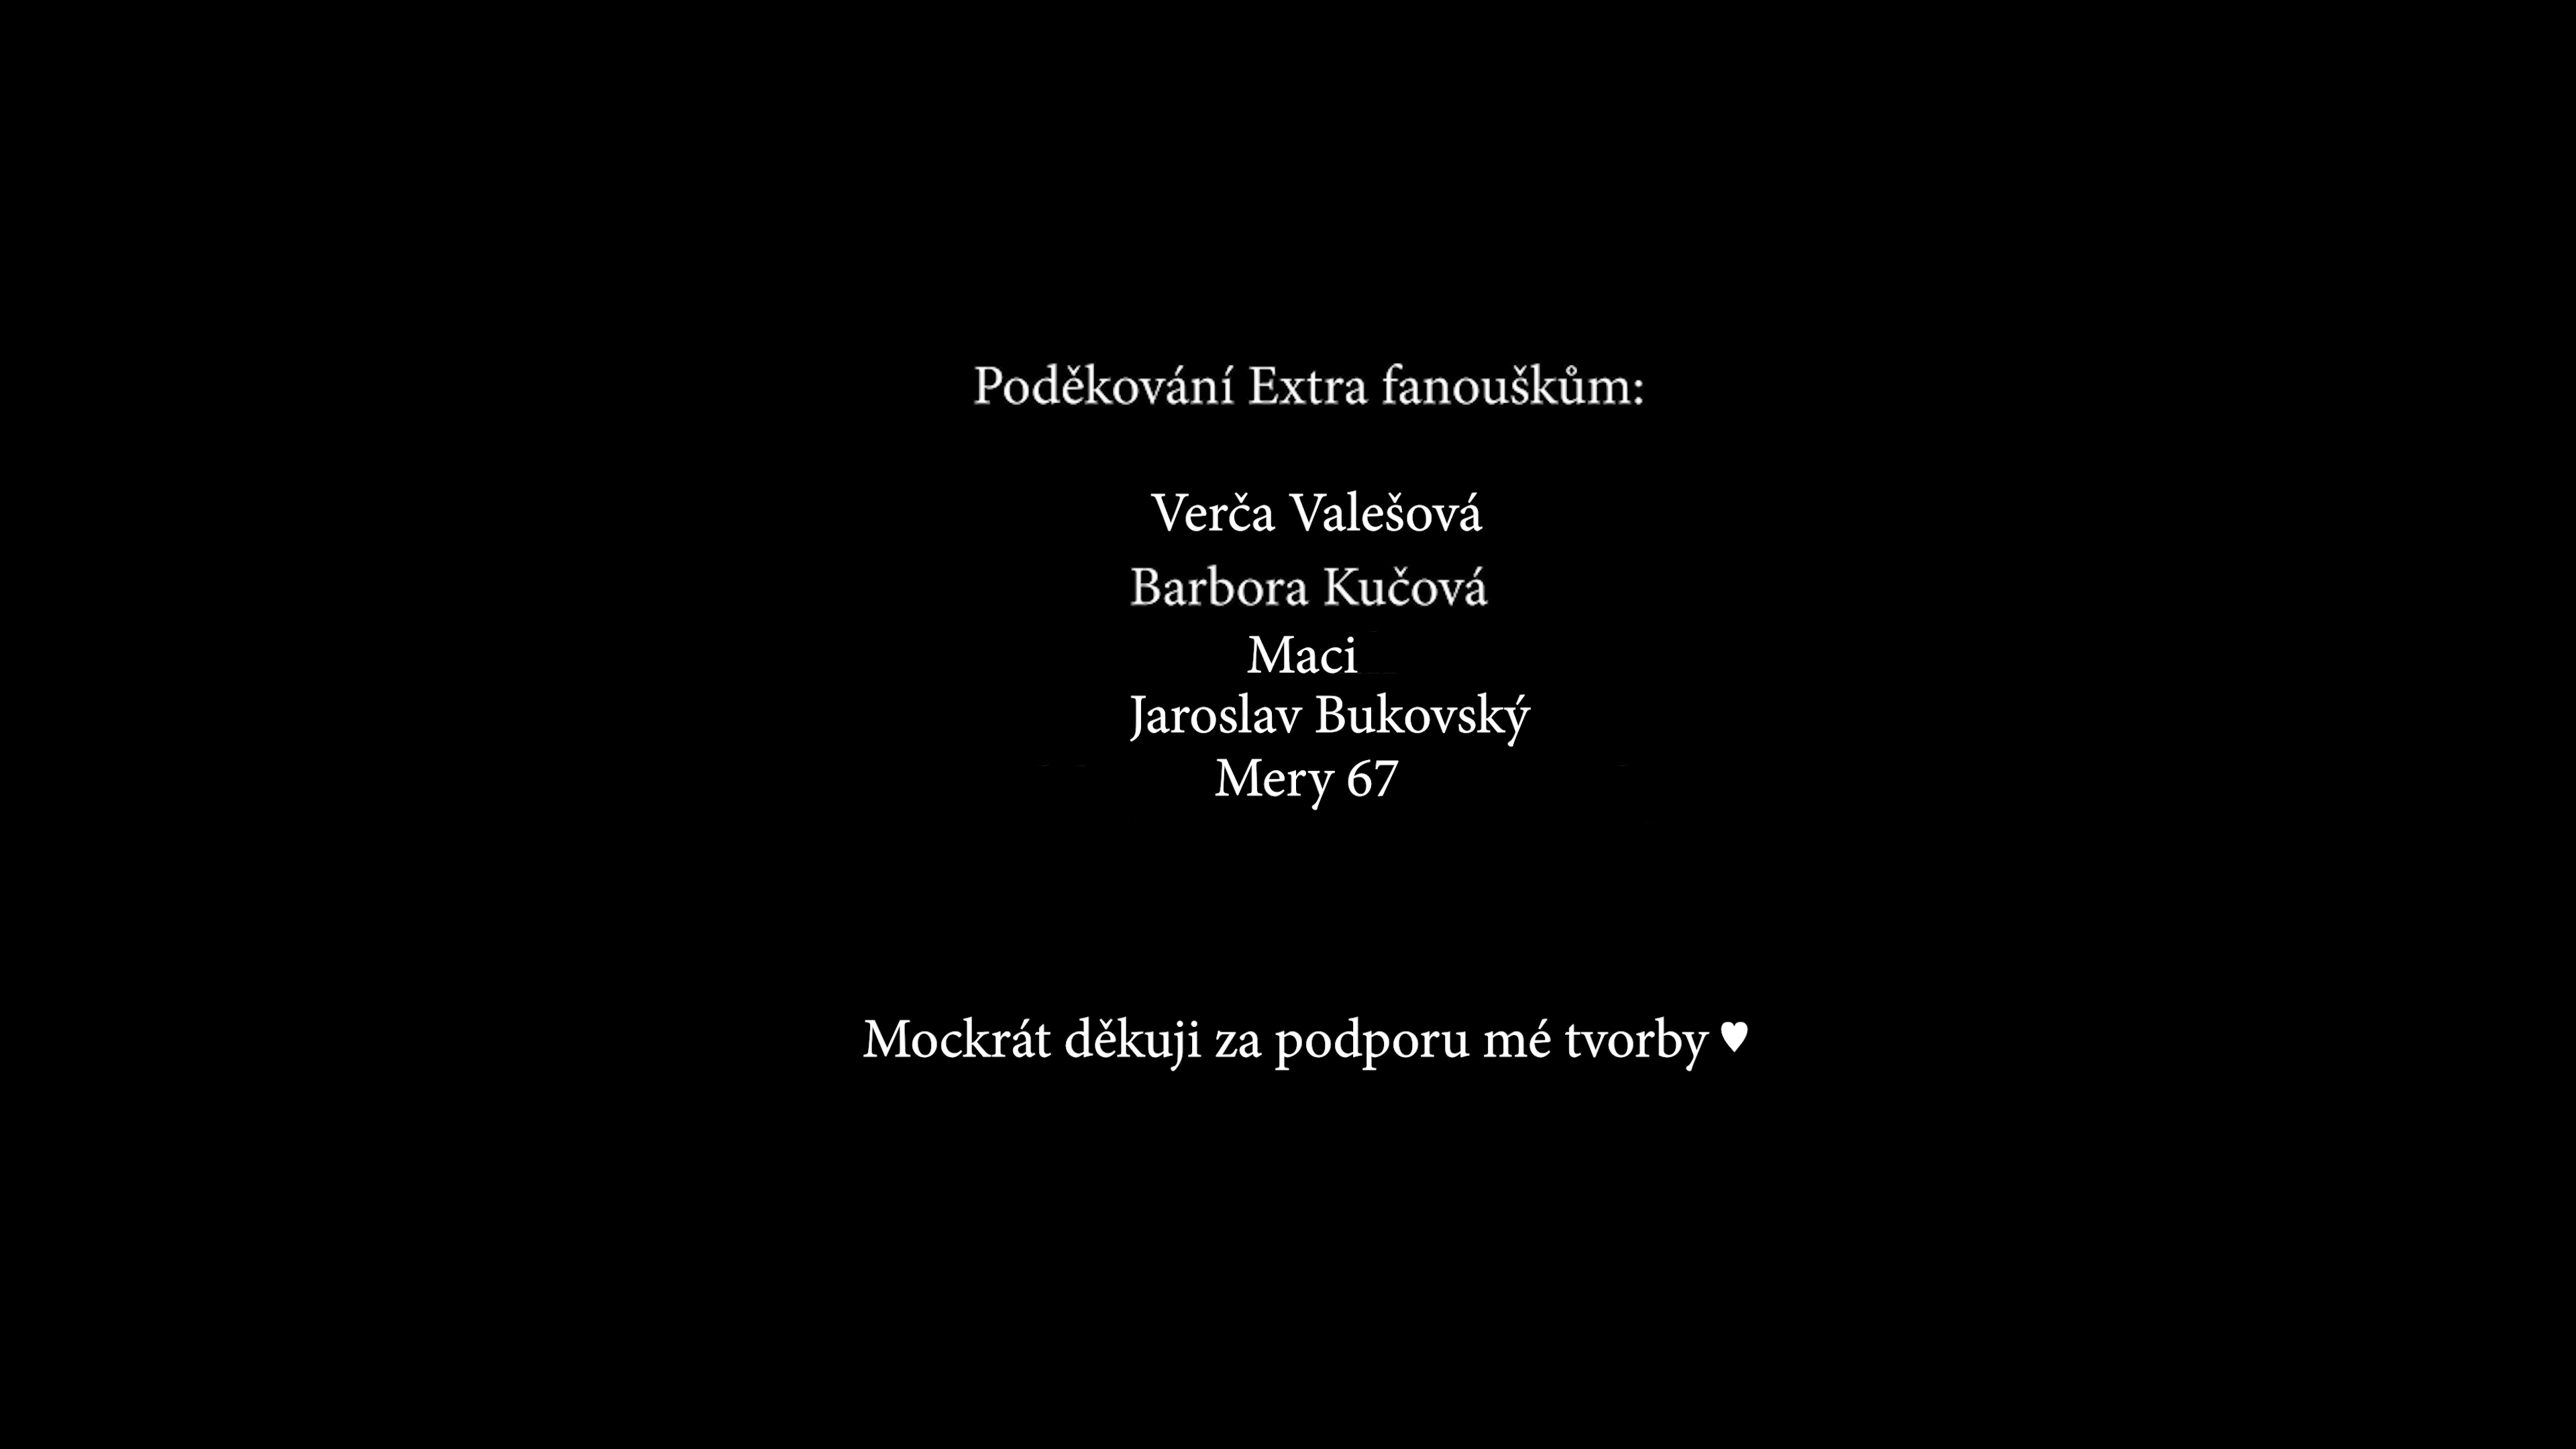 Poděkování Extra fanouškům:
Verča Valešová
Barbora Kučová
Maci
Jaroslav Bukovský
Mery 67
Mockrát děkuji za podporu mé tvorby ♥